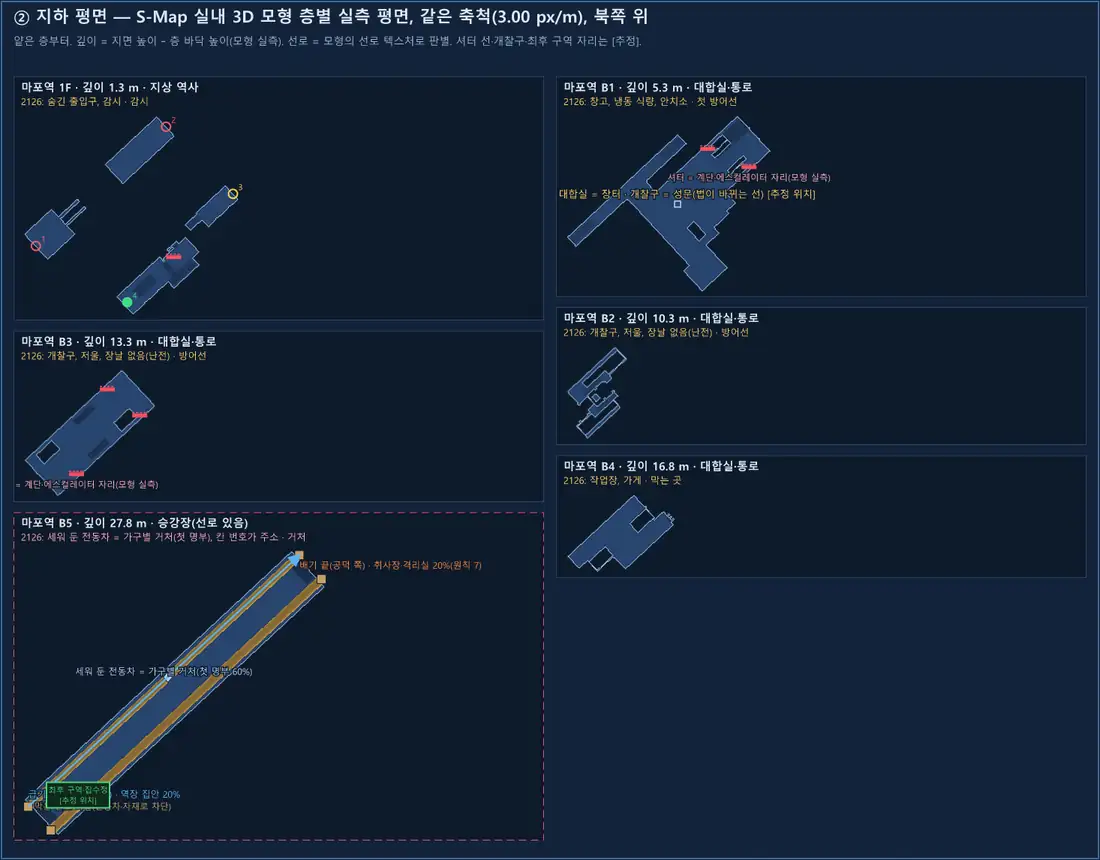 ② 지하 평면 — S-Map 실내 3D 모형 층별 실측 평면, 같은 축척(3.00 px/m), 북쪽 위
얕은 층부터. 깊이 = 지면 높이 − 층 바닥 높이(모형 실측). 선로 = 모형의 선로 텍스처로 판별. 셔터 선·개찰구·최후 구역 자리는 [추정].
마포역 1F · 깊이 1.3 m · 지상 역사
2126: 숨긴 출입구, 감시 · 감시
2
3
1
4
마포역 B1 · 깊이 5.3 m · 대합실·통로
2126: 창고, 냉동 식량, 안치소 · 첫 방어선
셔터 = 계단·에스컬레이터 자리(모형 실측)
대합실 = 장터 · 개찰구 = 성문(법이 바뀌는 선) [추정 위치]
마포역 B3 · 깊이 13.3 m · 대합실·통로
2126: 개찰구, 저울, 장날 없음(난전) · 방어선
= 계단·에스컬레이터 자리(모형 실측)
마포역 B2 · 깊이 10.3 m · 대합실·통로
2126: 개찰구, 저울, 장날 없음(난전) · 방어선
마포역 B4 · 깊이 16.8 m · 대합실·통로
2126: 작업장, 가게 · 막는 곳
마포역 B5 · 깊이 27.8 m · 승강장(선로 있음)
2126: 세워 둔 전동차 = 가구별 거처(첫 명부), 칸 번호가 주소 · 거처
배기 끝(공덕 쪽) · 취사장·격리실 20%(원칙 7)
세워 둔 전동차 = 가구별 거처(첫 명부 60%)
최후 구역·집수정
[추정 위치]
· 역장 집안 20%
자재로 차단)